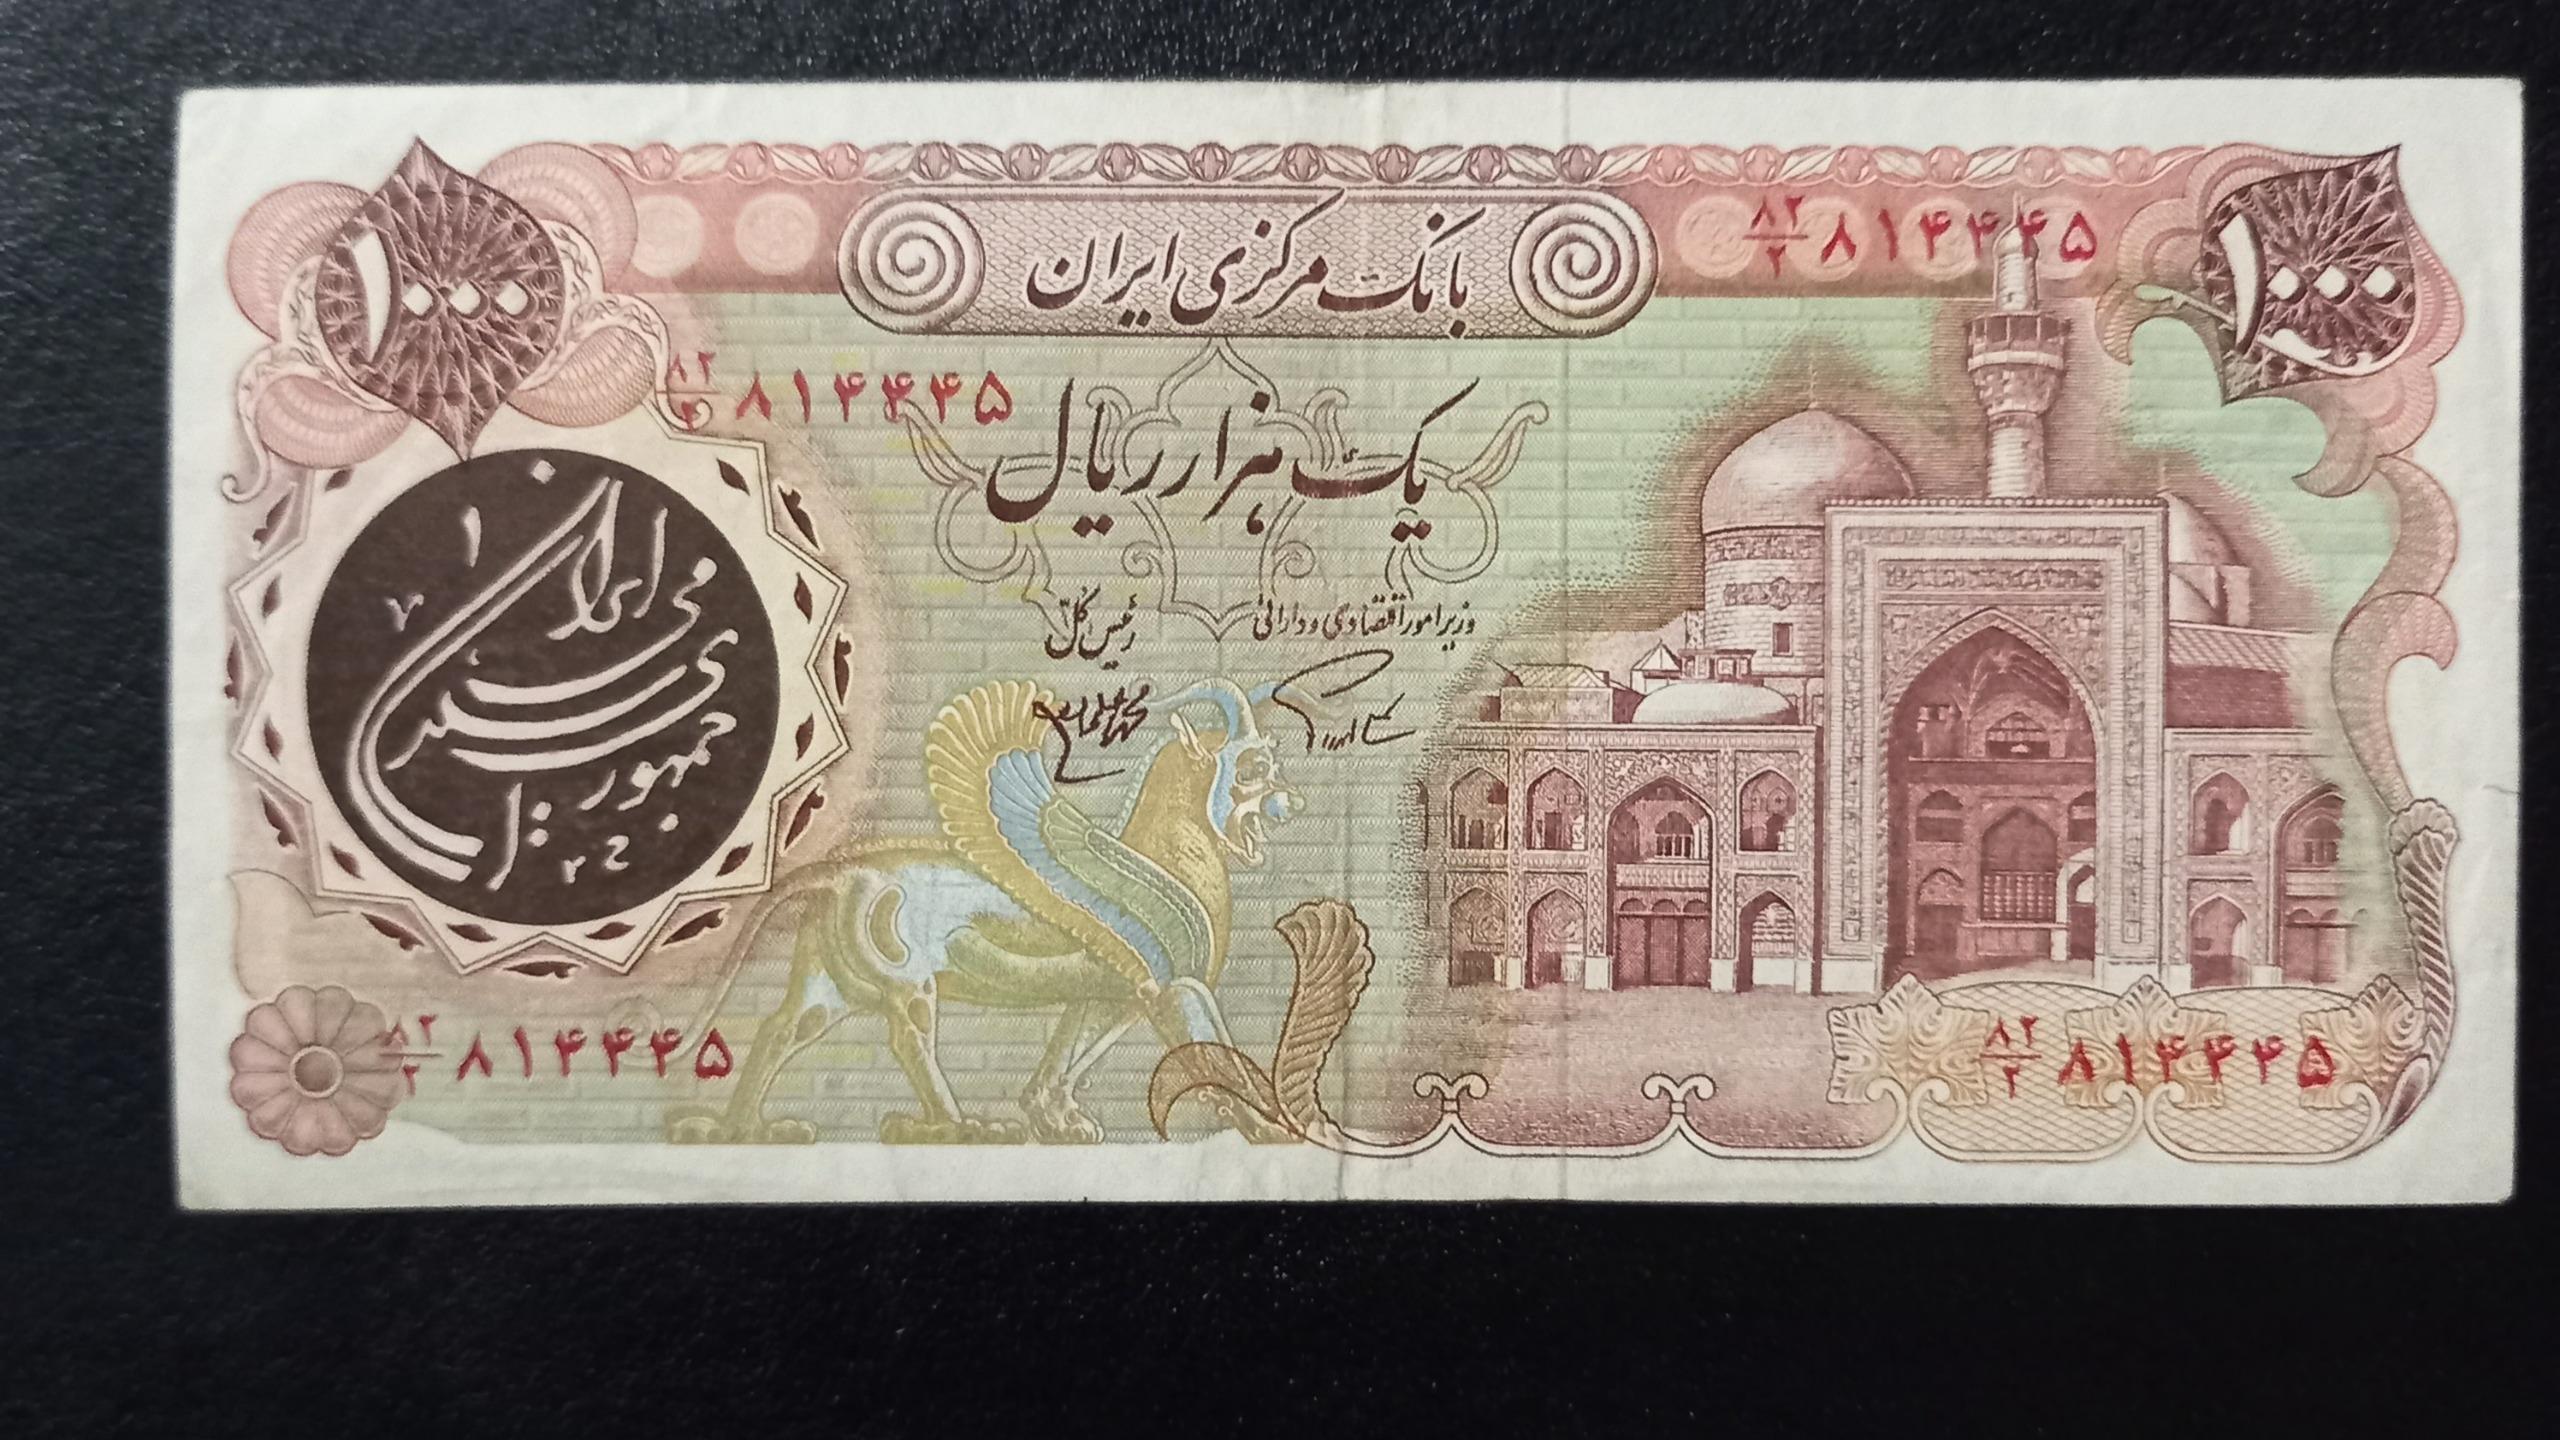 بانک مرکزی ایران
۱۰۰۰
۱۰۰۰
۸۲/۲ ۸۱۴۴۴۵
۸۲/۲ ۸۱۴۴۴۵
یک هزار ریال
جمهوری اسلامی ایران
وزیر امور اقتصادی و دارائی
رئیس کل
۸۲/۲ ۸۱۴۴۴۵
۸۲/۲ ۸۱۴۴۴۵